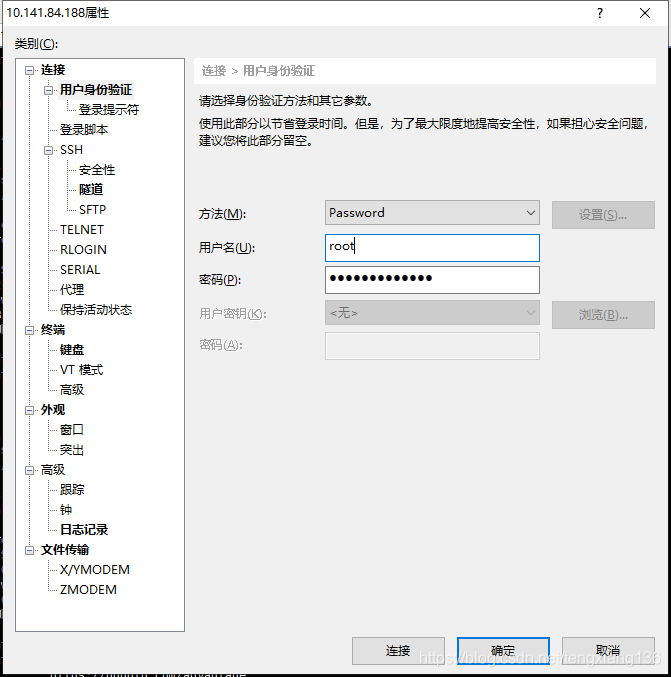 10.141.84.188属性
类别(C):
连接
用户身份验证
登录提示符
登录脚本
SSH
安全性
隧道
SFTP
TELNET
RLOGIN
SERIAL
代理
保持活动状态
终端
键盘
VT 模式
高级
外观
窗口
突出
高级
跟踪
钟
日志记录
文件传输
X/YMODEM
ZMODEM
连接 > 用户身份验证
请选择身份验证方法和其它参数。
使用此部分以节省登录时间。但是，为了最大限度地提高安全性，如果担心安全问题，
建议您将此部分留空。
方法(M):
Password
设置(S)...
用户名(U):
root
密码(P):
●●●●●●●●●●●●●
用户密钥(K):
<无>
浏览(B)...
密码(A):
连接
确定
取消
https://blog.csdn.net/tengxiang136